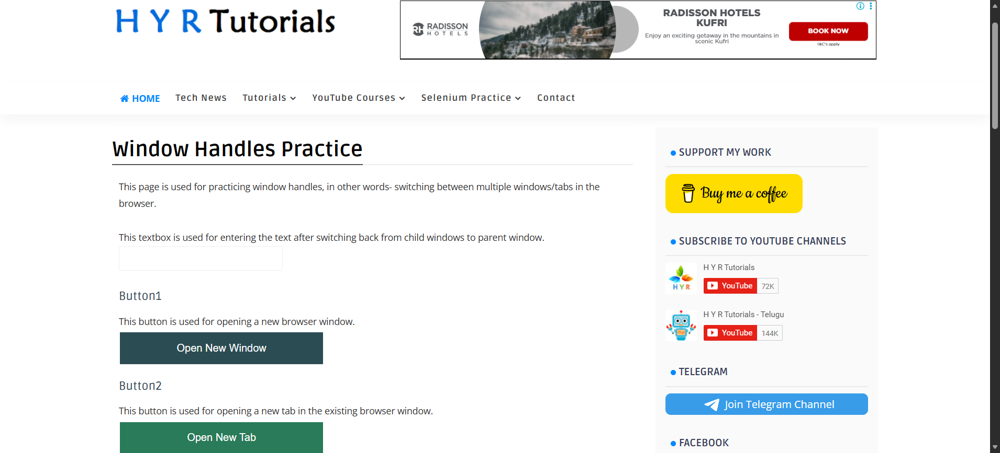 H Y R Tutorials
RADISSON HOTELS
RADISSON HOTELS
KUFRI
Enjoy an exciting getaway in the mountains in
scenic Kufri
BOOK NOW
T&C's apply
HOME
Tech News
Tutorials
YouTube Courses
Selenium Practice
Contact
Window Handles Practice
This page is used for practicing window handles, in other words- switching between multiple windows/tabs in the
browser.
This textbox is used for entering the text after switching back from child windows to parent window.
Button1
This button is used for opening a new browser window.
Open New Window
Button2
This button is used for opening a new tab in the existing browser window.
Open New Tab
SUPPORT MY WORK
Buy me a coffee
SUBSCRIBE TO YOUTUBE CHANNELS
HYR
H Y R Tutorials
YouTube 72K
H Y R Tutorials - Telugu
YouTube 144K
TELEGRAM
Join Telegram Channel
FACEBOOK